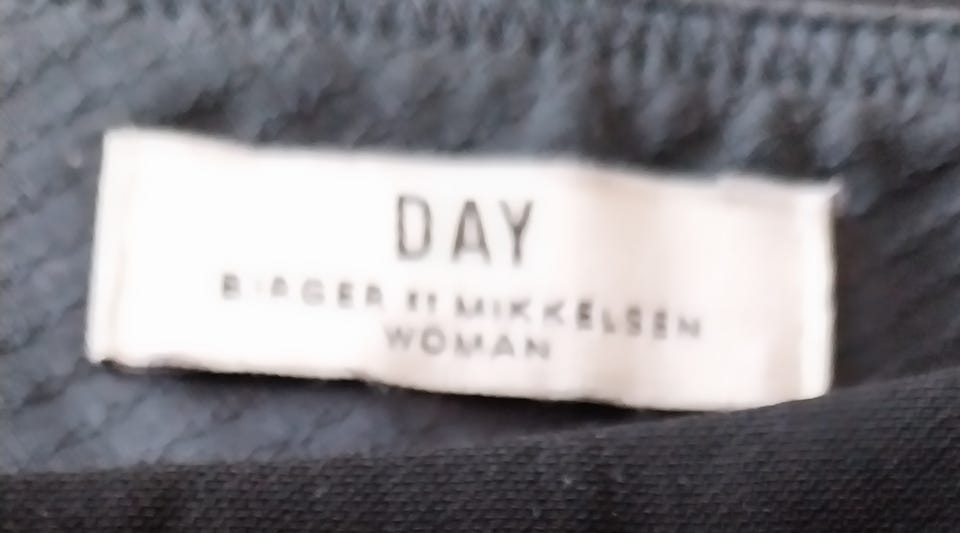 DAY
BIRGER ET MIKKELSEN
WOMAN